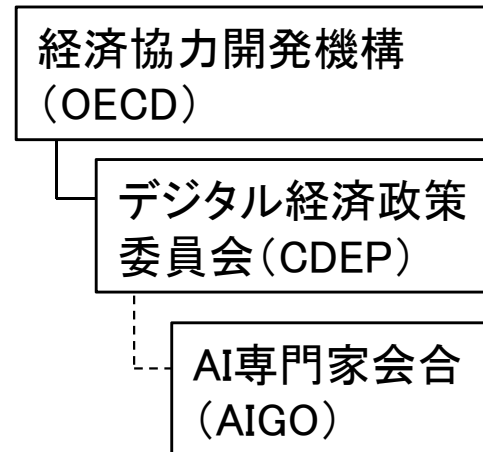 経済協力開発機構
（OECD）
デジタル経済政策
委員会（CDEP）
AI専門家会合
（AIGO）